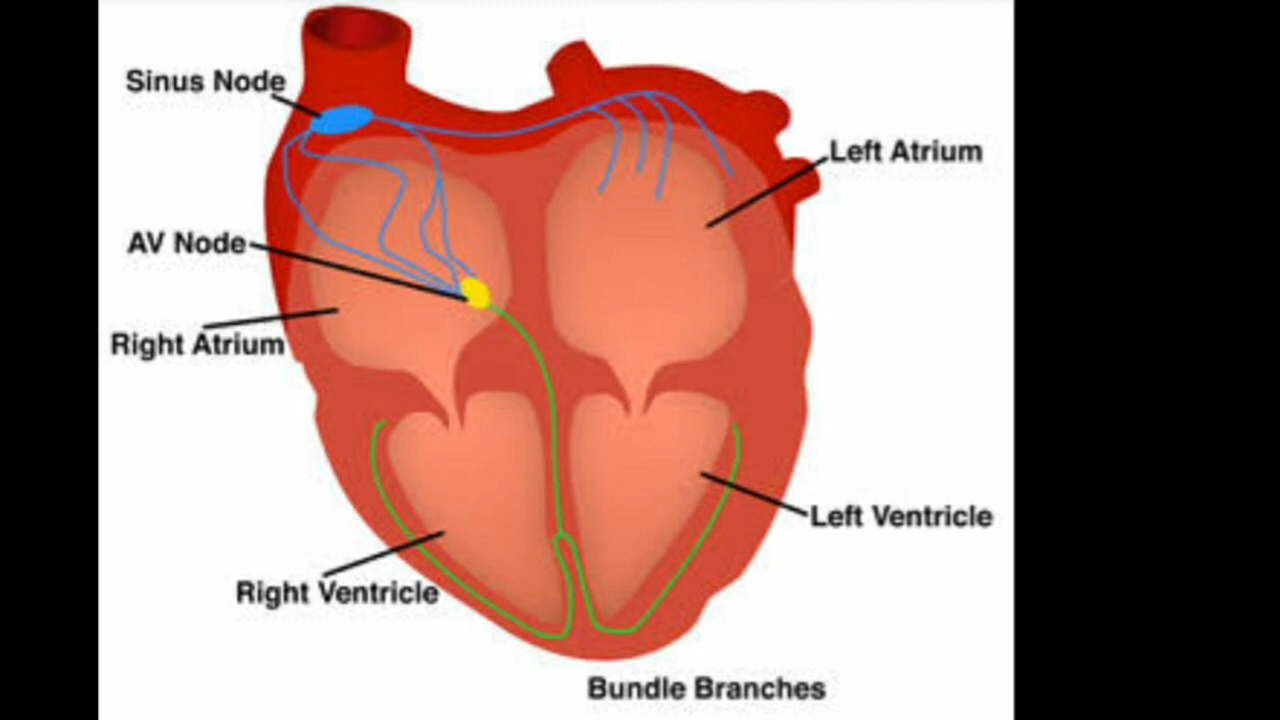 Sinus Node
Left Atrium
AV Node
Right Atrium
Left Ventricle
Right Ventricle
Bundle Branches